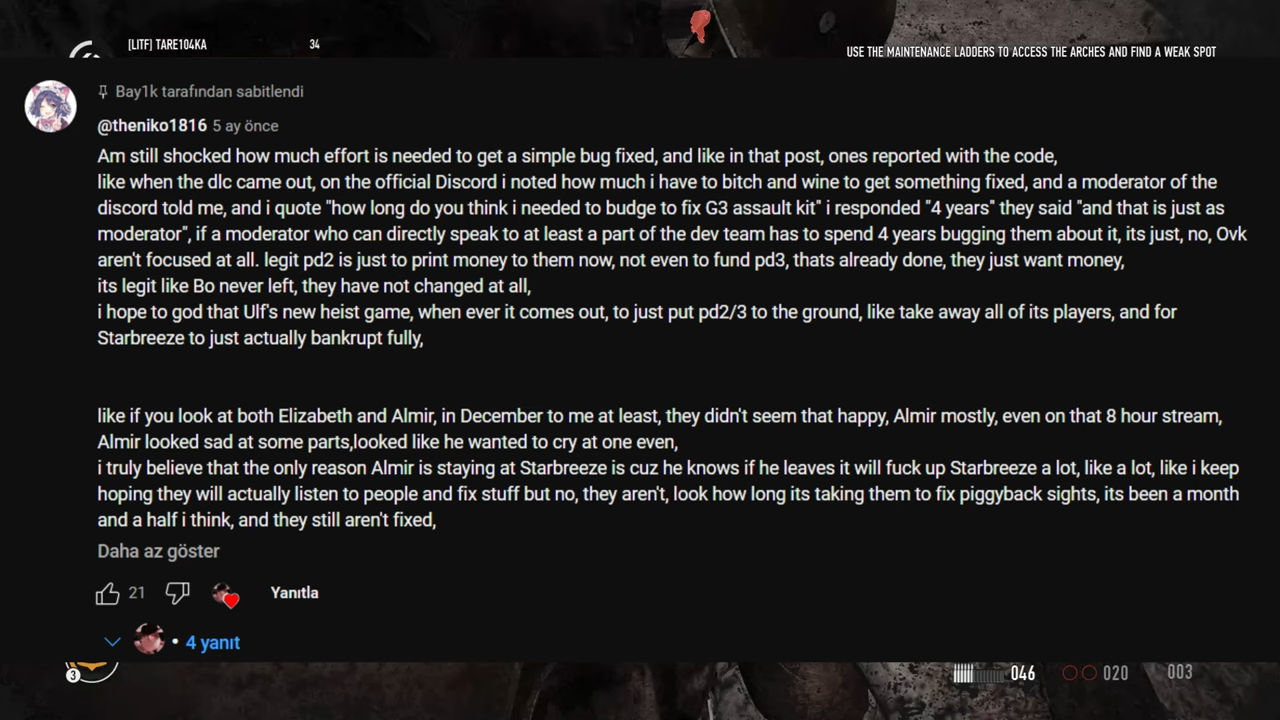 [LITF] TARE104KA 34
USE THE MAINTENANCE LADDERS TO ACCESS THE ARCHES AND FIND A WEAK SPOT
Bay1k tarafından sabitlendi
@theniko1816 5 ay önce
Am still shocked how much effort is needed to get a simple bug fixed, and like in that post, ones reported with the code,
like when the dlc came out, on the official Discord i noted how much i have to bitch and wine to get something fixed, and a moderator of the
discord told me, and i quote "how long do you think i needed to budge to fix G3 assault kit" i responded "4 years" they said "and that is just as
moderator", if a moderator who can directly speak to at least a part of the dev team has to spend 4 years bugging them about it, its just, no, Ovk
aren't focused at all. legit pd2 is just to print money to them now, not even to fund pd3, thats already done, they just want money,
its legit like Bo never left, they have not changed at all,
i hope to god that Ulf's new heist game, when ever it comes out, to just put pd2/3 to the ground, like take away all of its players, and for
Starbreeze to just actually bankrupt fully,
like if you look at both Elizabeth and Almir, in December to me at least, they didn't seem that happy, Almir mostly, even on that 8 hour stream,
Almir looked sad at some parts,looked like he wanted to cry at one even,
i truly believe that the only reason Almir is staying at Starbreeze is cuz he knows if he leaves it will fuck up Starbreeze a lot, like a lot, like i keep
hoping they will actually listen to people and fix stuff but no, they aren't, look how long its taking them to fix piggyback sights, its been a month
and a half i think, and they still aren't fixed,
Daha az göster
21 Yanıtla
4 yanıt
3 046 020 003